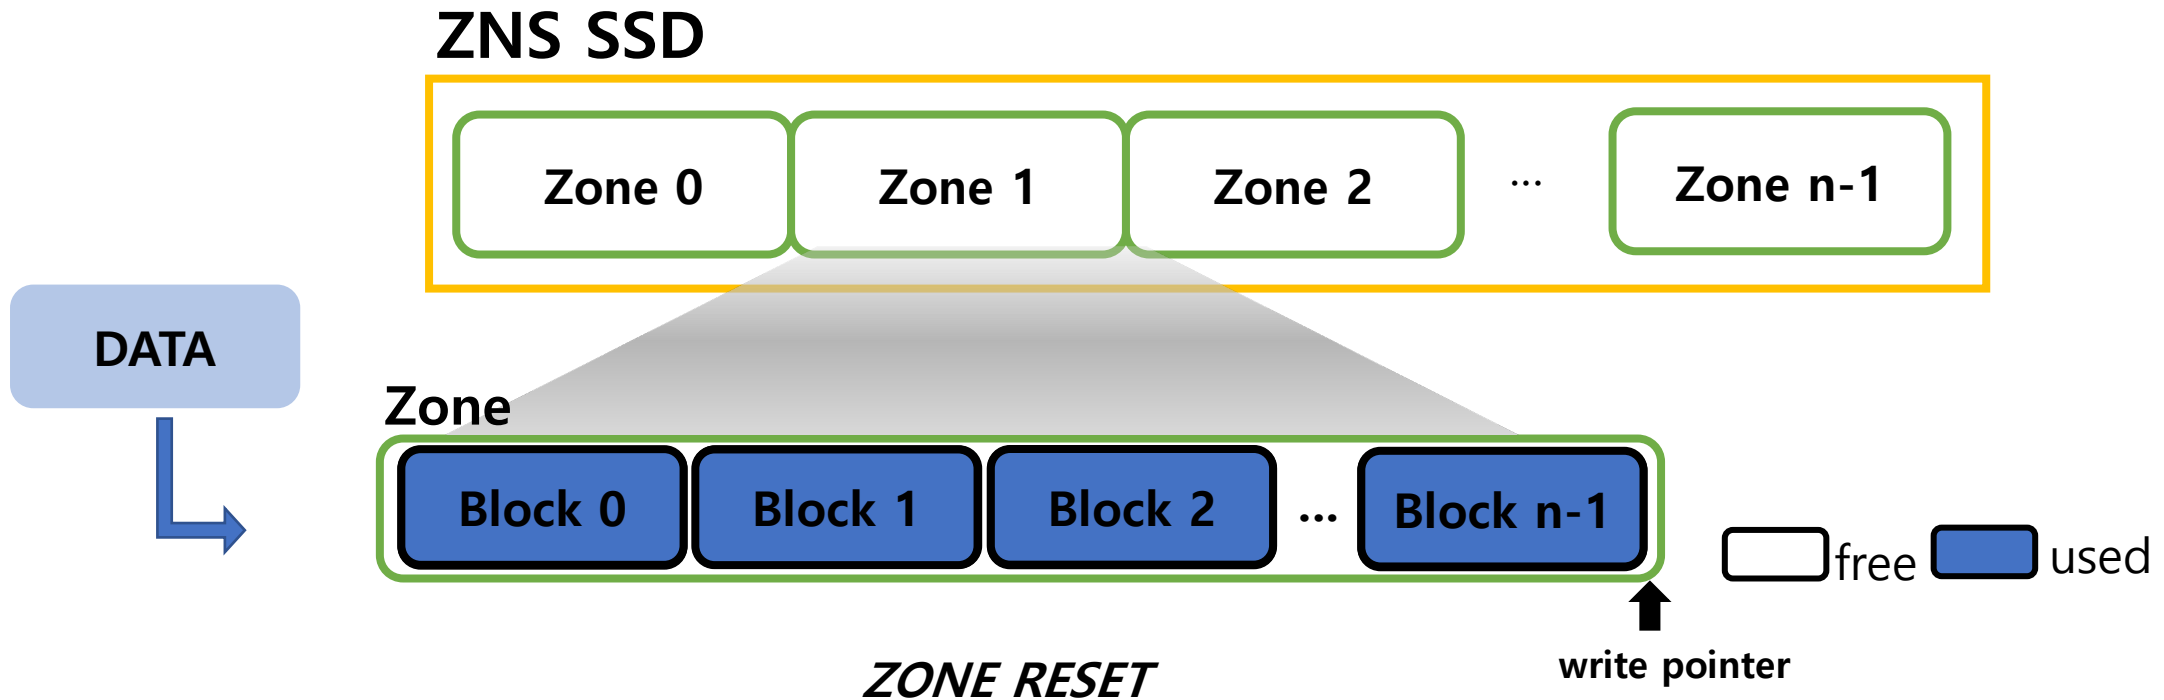 ZNS SSD
Zone 0
Zone 1
Zone 2
...
Zone n-1
DATA
Zone
Block 0
Block 1
Block 2
...
Block n-1
free
used
write pointer
ZONE RESET